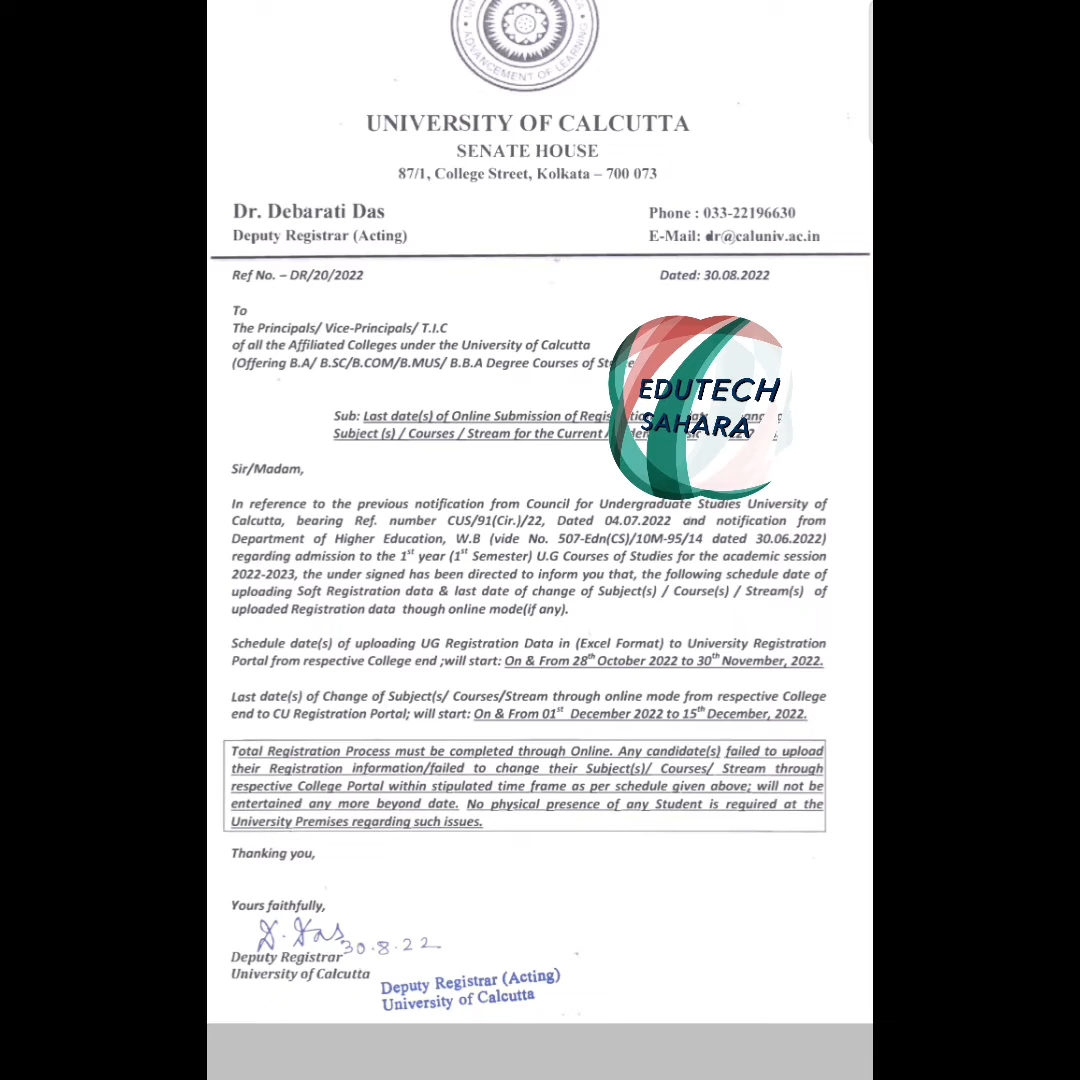 ADVANCEMENT OF LEARNING
UNIVERSITY OF CALCUTTA
SENATE HOUSE
87/1, College Street, Kolkata – 700 073
Dr. Debarati Das
Deputy Registrar (Acting)
Phone : 033-22196630
E-Mail: dr@caluniv.ac.in
Ref No. – DR/20/2022
Dated: 30.08.2022
To
The Principals/ Vice-Principals/ T.I.C
of all the Affiliated Colleges under the University of Calcutta
(Offering B.A/ B.SC/B.COM/B.MUS/ B.B.A Degree Courses of
EDUTECH
SAHARA
Sub: Last date(s) of Online Submission of
Subject (s) / Courses / Stream for the Current
Sir/Madam,
In reference to the previous notification from Council for Undergraduate Studies University of
Calcutta, bearing Ref. number CUS/91(Cir.)/22, Dated 04.07.2022 and notification from
Department of Higher Education, W.B (vide No. 507-Edn(CS)/10M-95/14 dated 30.06.2022)
regarding admission to the 1st year (1st Semester) U.G Courses of Studies for the academic session
2022-2023, the under signed has been directed to inform you that, the following schedule date of
uploading Soft Registration data & last date of change of Subject(s) / Course(s) / Stream(s) of
uploaded Registration data though online mode(if any).
Schedule date(s) of uploading UG Registration Data in (Excel Format) to University Registration
Portal from respective College end ;will start: On & From 28th October 2022 to 30th November, 2022.
Last date(s) of Change of Subject(s/ Courses/Stream through online mode from respective College
end to CU Registration Portal; will start: On & From 01st December 2022 to 15th December, 2022.
Total Registration Process must be completed through Online. Any candidate(s) failed to upload
their Registration information/failed to change their Subject(s)/ Courses/ Stream through
respective College Portal within stipulated time frame as per schedule given above; will not be
entertained any more beyond date. No physical presence of any Student is required at the
University Premises regarding such issues.
Thanking you,
Yours faithfully,
D. Das
30.8.22
Deputy Registrar
University of Calcutta
Deputy Registrar (Acting)
University of Calcutta